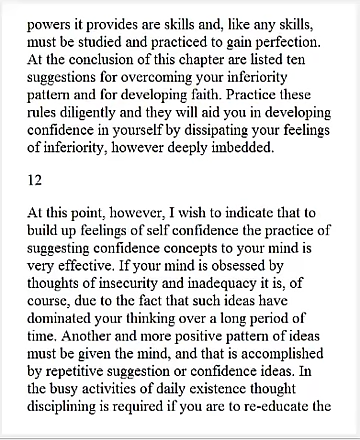 powers it provides are skills and, like any skills,
must be studied and practiced to gain perfection.
At the conclusion of this chapter are listed ten
suggestions for overcoming your inferiority
pattern and for developing faith. Practice these
rules diligently and they will aid you in developing
confidence in yourself by dissipating your feelings
of inferiority, however deeply imbedded.
12
At this point, however, I wish to indicate that to
build up feelings of self confidence the practice of
suggesting confidence concepts to your mind is
very effective. If your mind is obsessed by
thoughts of insecurity and inadequacy it is, of
course, due to the fact that such ideas have
dominated your thinking over a long period of
time. Another and more positive pattern of ideas
must be given the mind, and that is accomplished
by repetitive suggestion or confidence ideas. In
the busy activities of daily existence thought
disciplining is required if you are to re-educate the